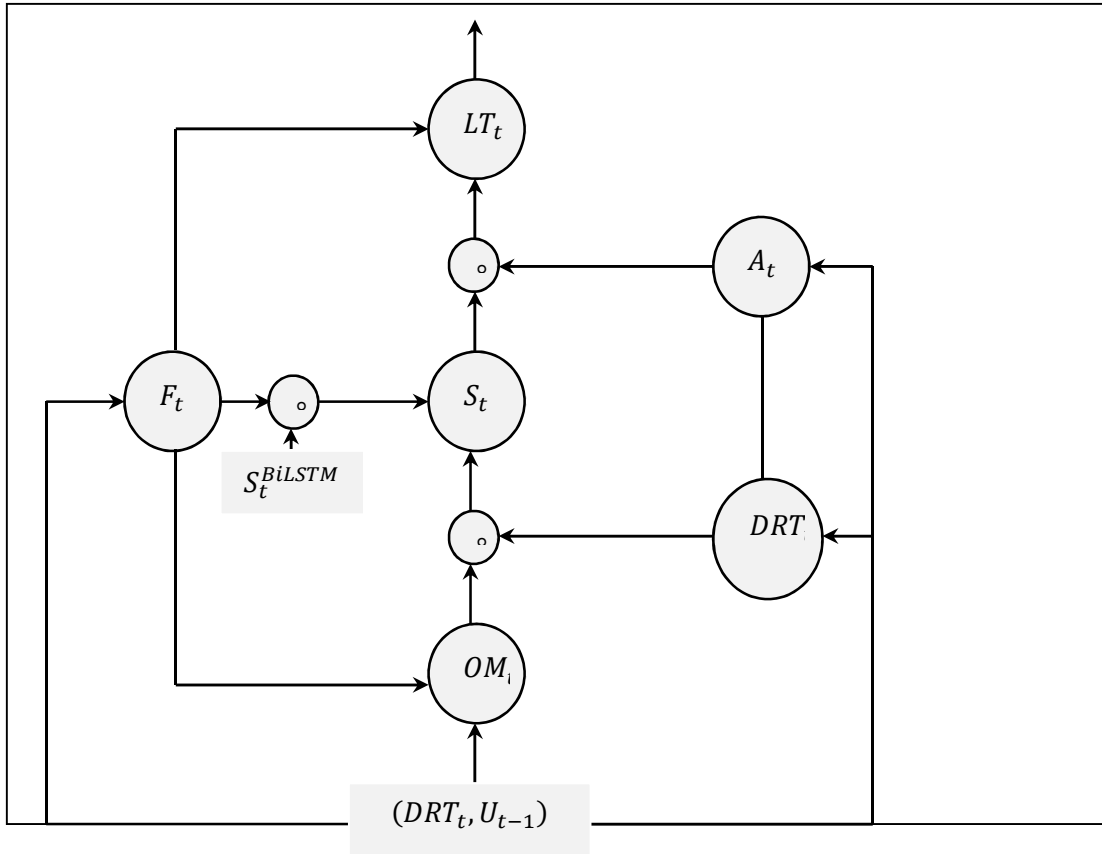 LT_t
∘
A_t
F_t
∘
S_t
S_t^{BiLSTM}
∘
DRT
OM
(DRT_t, U_{t-1})